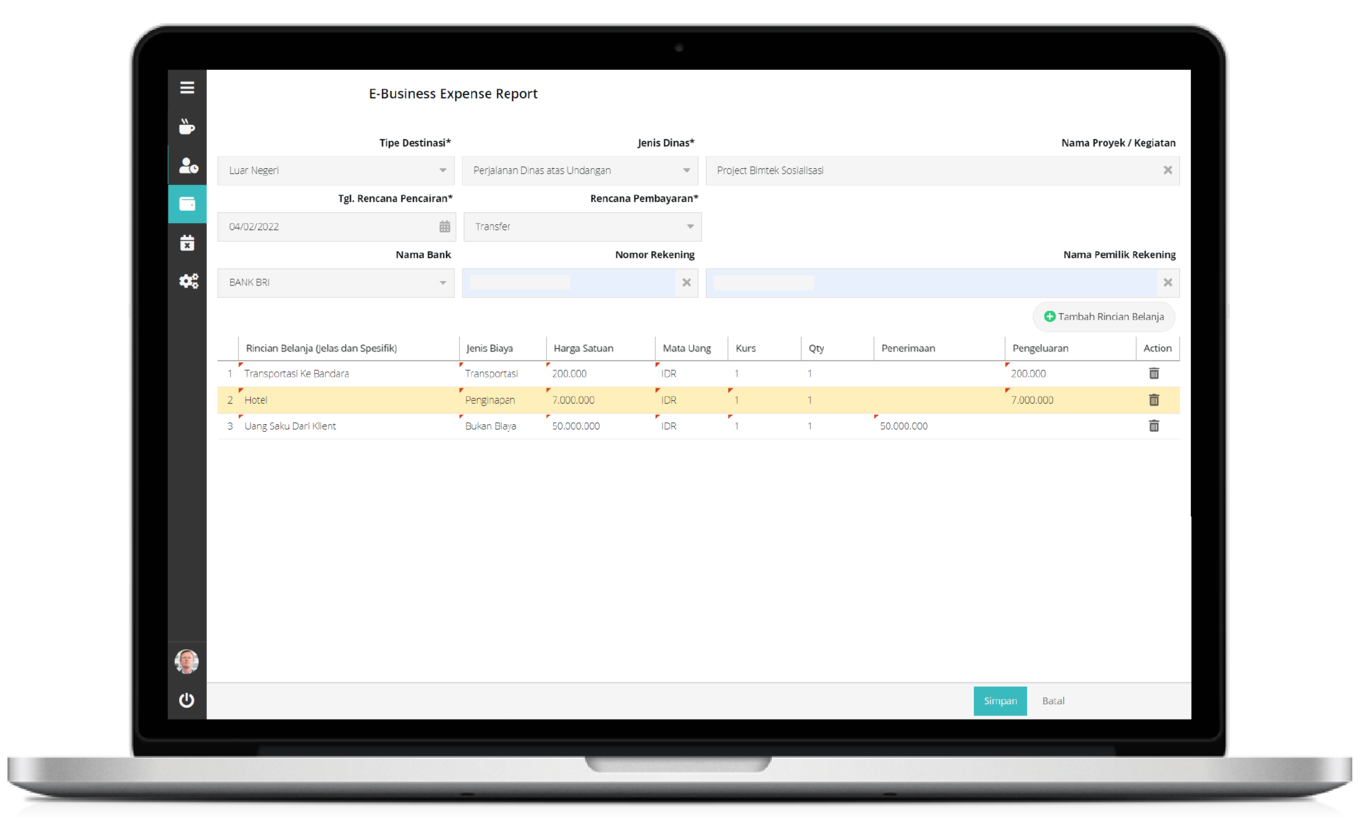 E-Business Expense Report
Tipe Destinasi* Jenis Dinas* Nama Proyek / Kegiatan
Luar Negeri Perjalanan Dinas atas Undangan Project Bimtek Sosialisasi
Tgl. Rencana Pencairan* Rencana Pembayaran*
04/02/2022 Transfer
Nama Bank Nomor Rekening Nama Pemilik Rekening
BANK BRI
Tambah Rincian Belanja
Rincian Belanja (Jelas dan Spesifik) Jenis Biaya Harga Satuan Mata Uang Kurs Qty Penerimaan Pengeluaran Action
1 Transportasi Ke Bandara Transportasi 200.000 IDR 1 1 200.000
2 Hotel Penginapan 7.000.000 IDR 1 1 7.000.000
3 Uang Saku Dari Klient Bukan Biaya 50.000.000 IDR 1 1 50.000.000
Simpan Batal